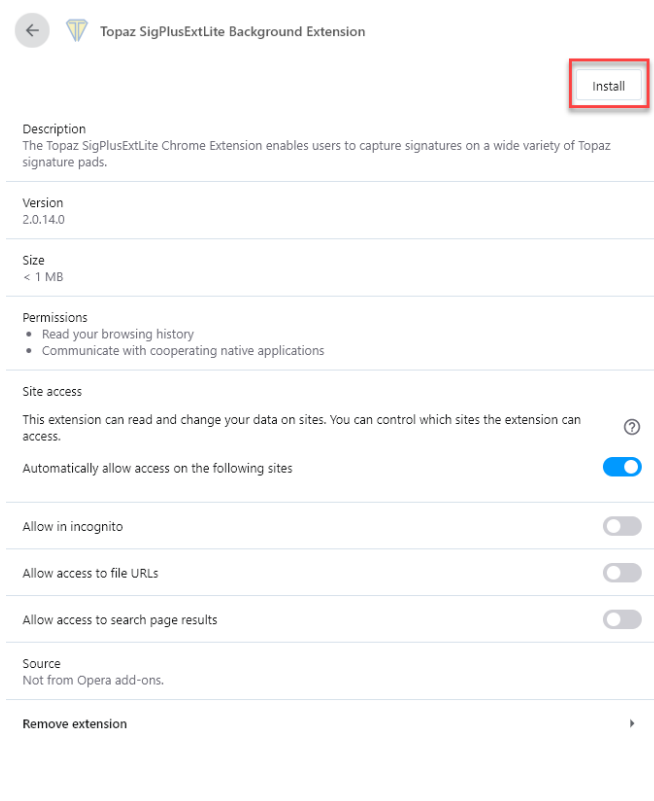 Topaz SigPlusExtLite Background Extension
Install
Description
The Topaz SigPlusExtLite Chrome Extension enables users to capture signatures on a wide variety of Topaz
signature pads.
Version
2.0.14.0
Size
< 1 MB
Permissions
• Read your browsing history
• Communicate with cooperating native applications
Site access
This extension can read and change your data on sites. You can control which sites the extension can
access.
Automatically allow access on the following sites
Allow in incognito
Allow access to file URLs
Allow access to search page results
Source
Not from Opera add-ons.
Remove extension